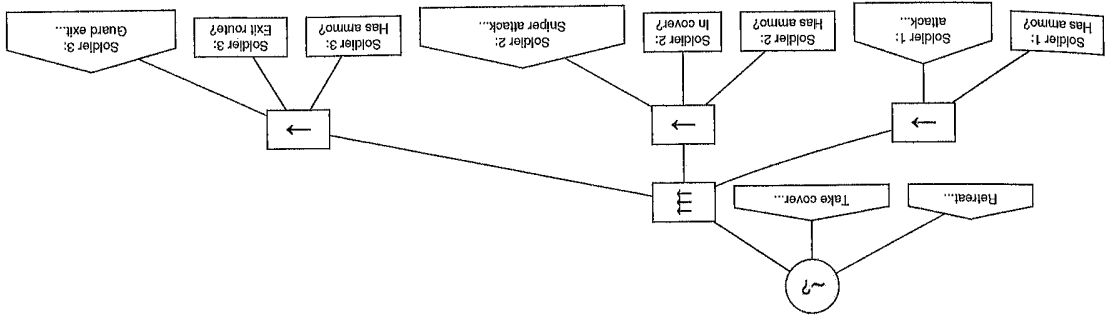 ~?
Retreat...
Take cover...
→
→
→
→
→
→
Soldier 1:
Has ammo?
Soldier 1:
attack...
Soldier 2:
Has ammo?
Soldier 2:
In cover?
Soldier 2:
Sniper attack...
Soldier 3:
Has ammo?
Soldier 3:
Exit route?
Soldier 3:
Guard exit...